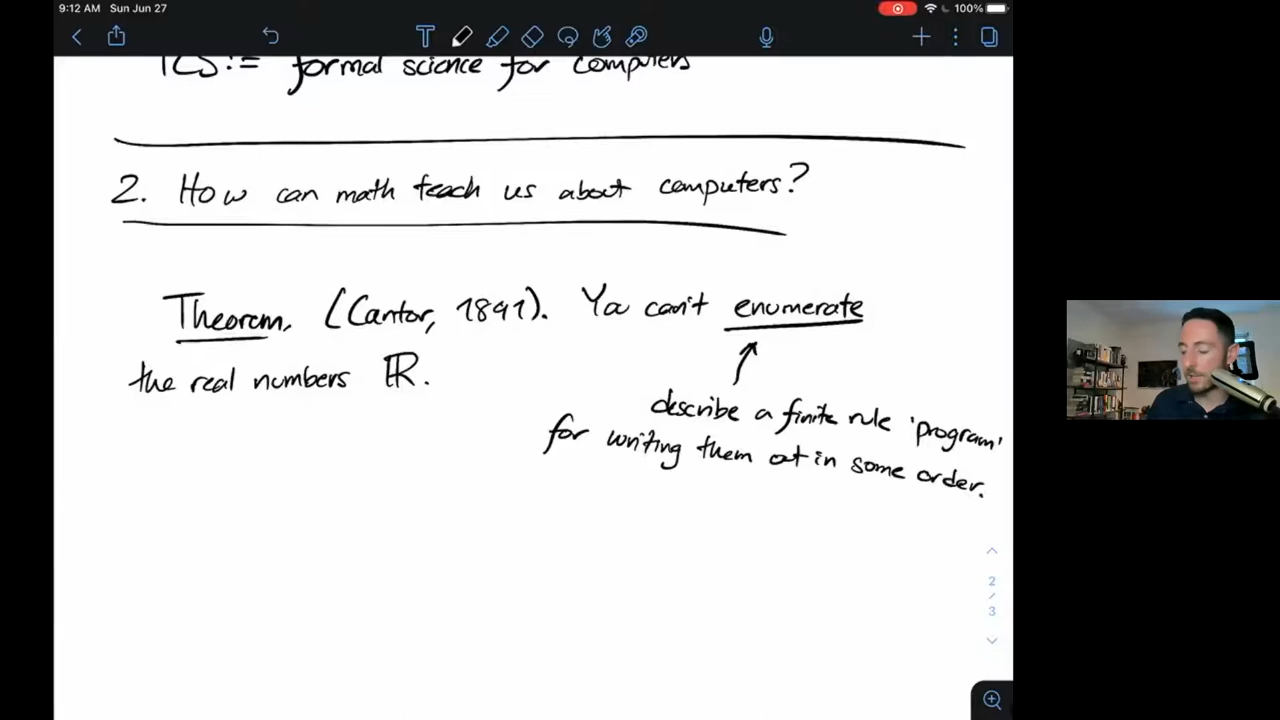 9:12 AM Sun Jun 27
100%
TCS := formal science for computers
2. How can math teach us about computers?
Theorem. (Cantor, 1891). You can't enumerate
the real numbers ℝ.
describe a finite rule 'program'
for writing them out in some order.
2
/
3